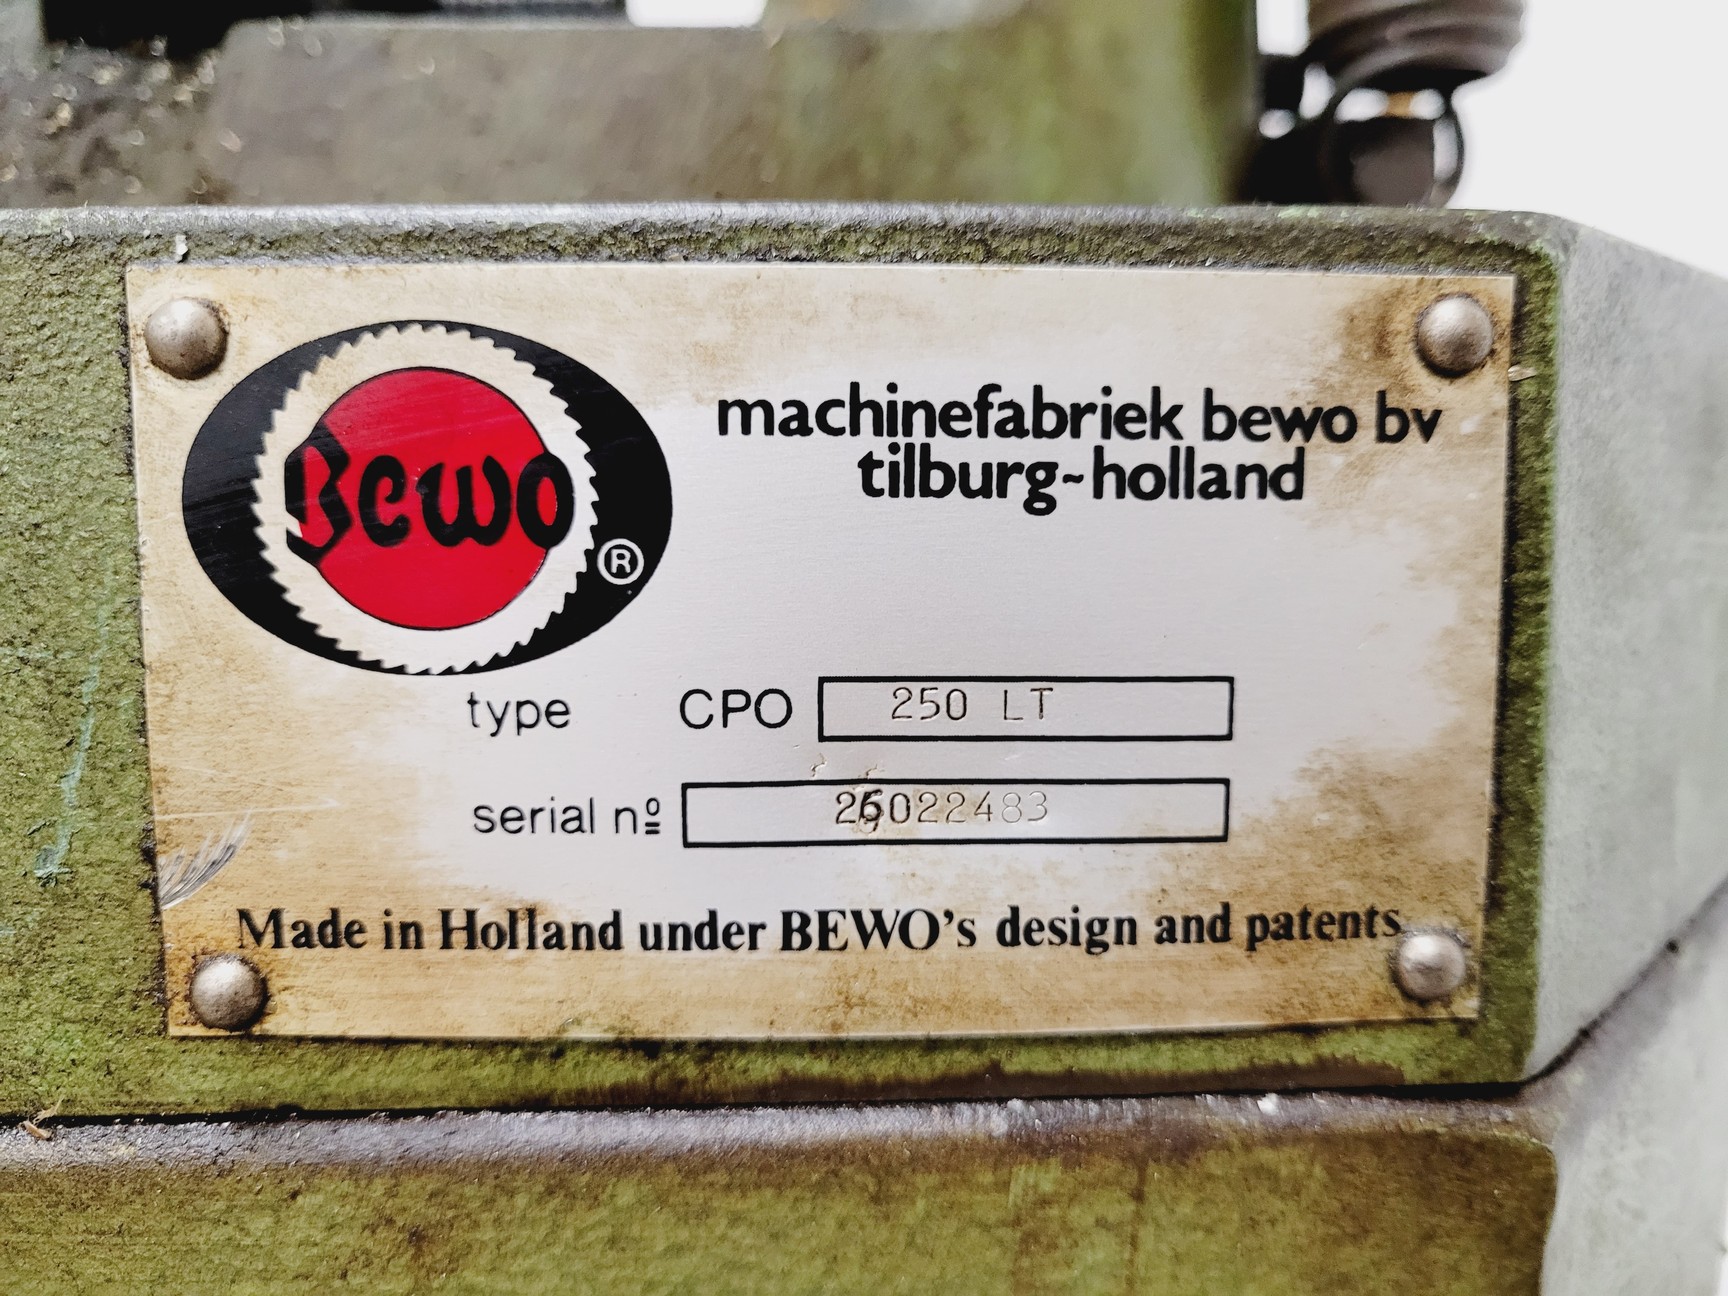 Bewo
®
machinefabriek bewo bv
tilburg~holland
type CPO 250 LT
serial nº 26022483
Made in Holland under BEWO's design and patents